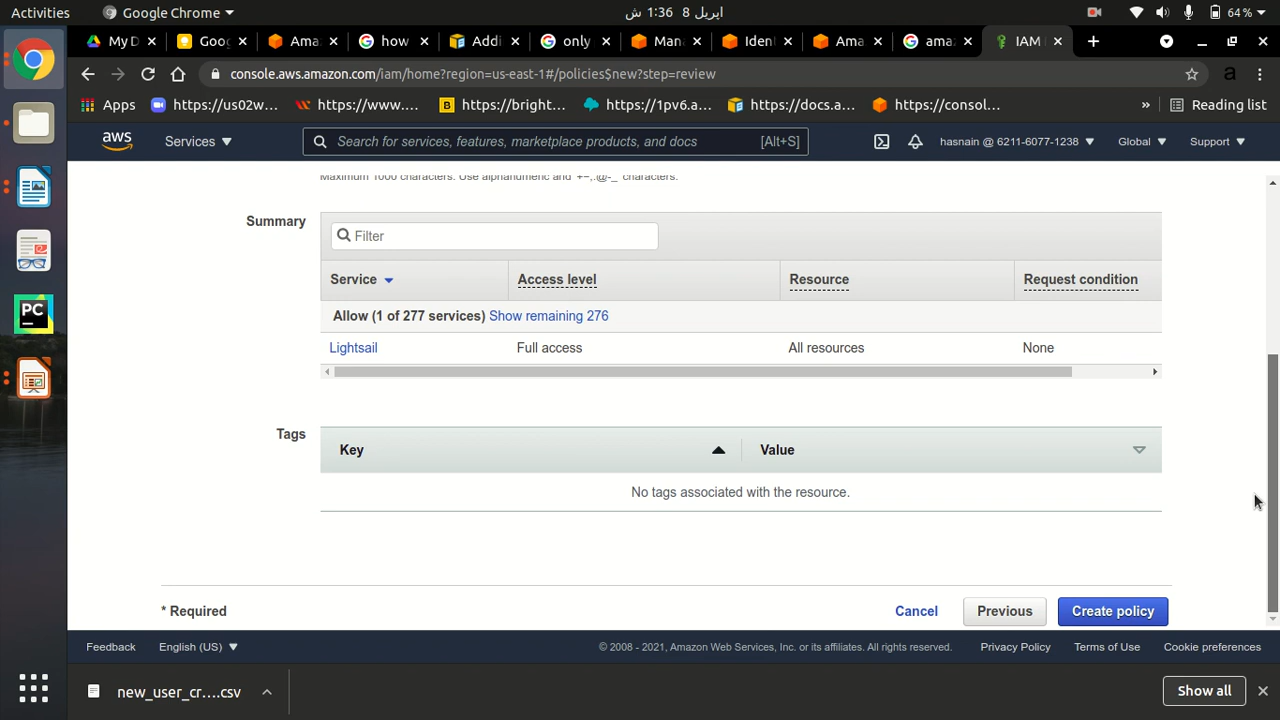 Activities
Google Chrome
اپریل 8 1:36 ش
64 %
My D
Goog
Ama
how
Addi
only
Man
Iden
Ama
ama
IAM
console.aws.amazon.com/iam/home?region=us-east-1#/policies$new?step=review
a
Apps
https://us02w...
https://www....
https://bright...
https://1pv6.a...
https://docs.a...
https://consol...
»
Reading list
aws
Services
Search for services, features, marketplace products, and docs
[Alt+S]
hasnain @ 6211-6077-1238
Global
Support
Maximum 1000 characters. Use alphanumeric and '+=,.@-_' characters.
Summary
Filter
Service
Access level
Resource
Request condition
Allow (1 of 277 services) Show remaining 276
Lightsail
Full access
All resources
None
Tags
Key
Value
No tags associated with the resource.
* Required
Cancel
Previous
Create policy
Feedback
English (US)
© 2008 - 2021, Amazon Web Services, Inc. or its affiliates. All rights reserved.
Privacy Policy
Terms of Use
Cookie preferences
PC
new_user_cr....csv
Show all